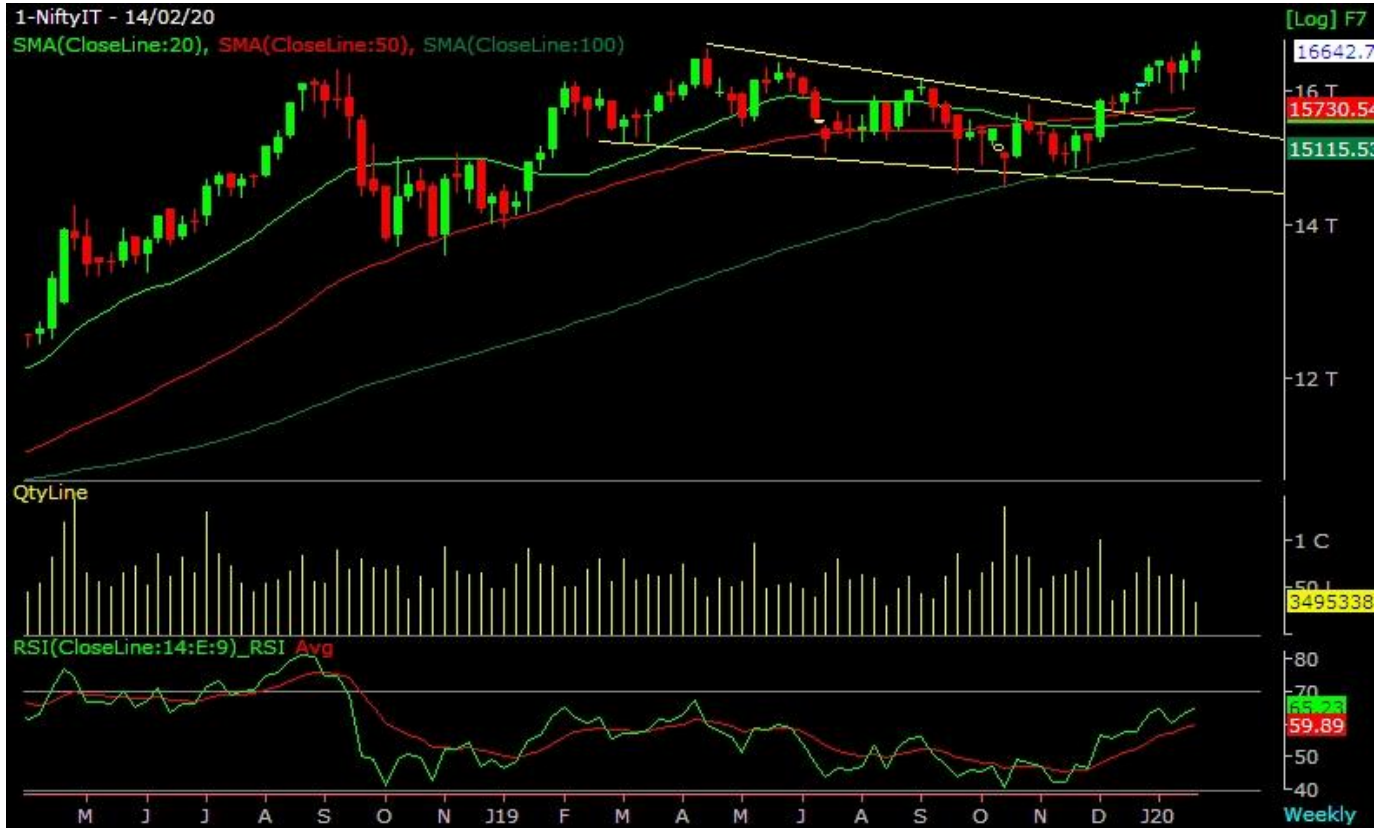 1-NiftyIT - 14/02/20
[Log] F7
SMA(CloseLine:20), SMA(CloseLine:50), SMA(CloseLine:100)
16642.7
16 T
15730.54
15115.53
14 T
12 T
QtyLine
1 C
50 L
3495338
RSI(CloseLine:14:E:9)_RSI Avg
80
70
65.23
59.89
50
40
M J J A S O N J19 F M A M J J A S O N D J20
Weekly